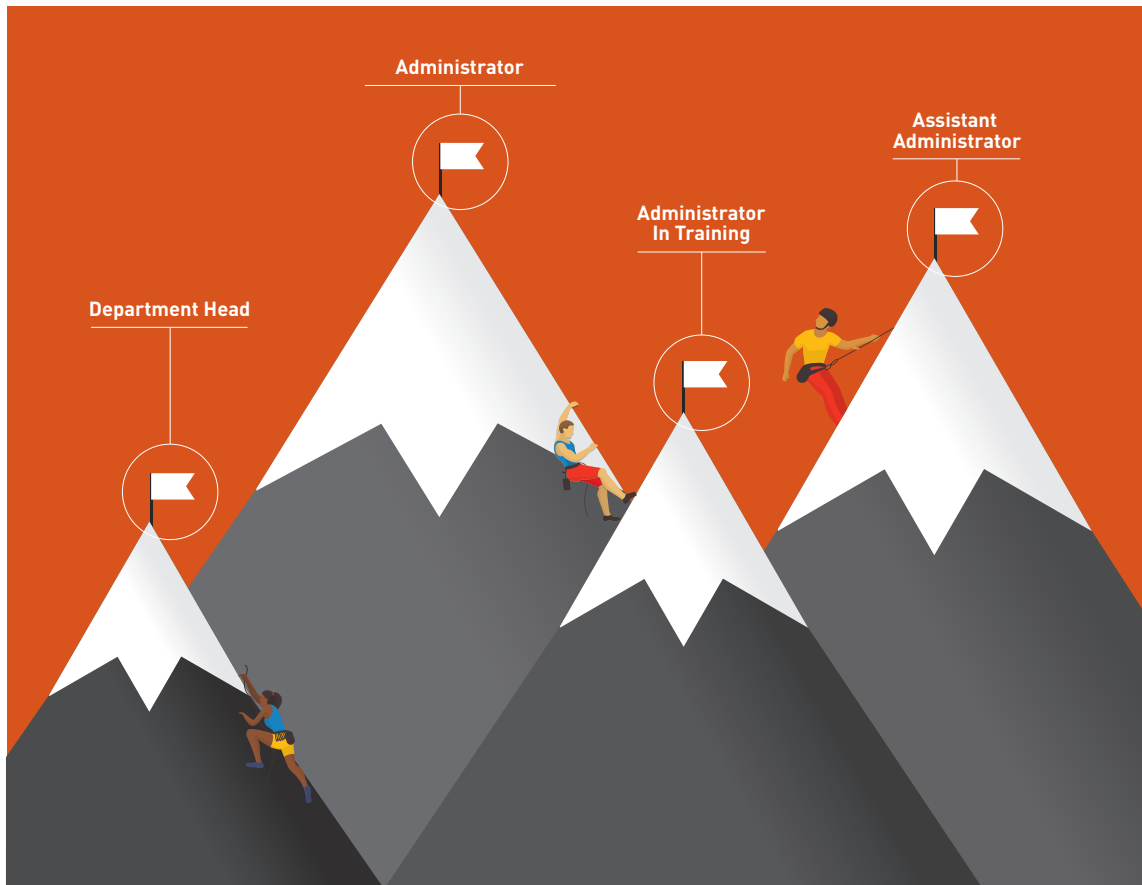 Administrator
Assistant
Administrator
Administrator
In Training
Department Head